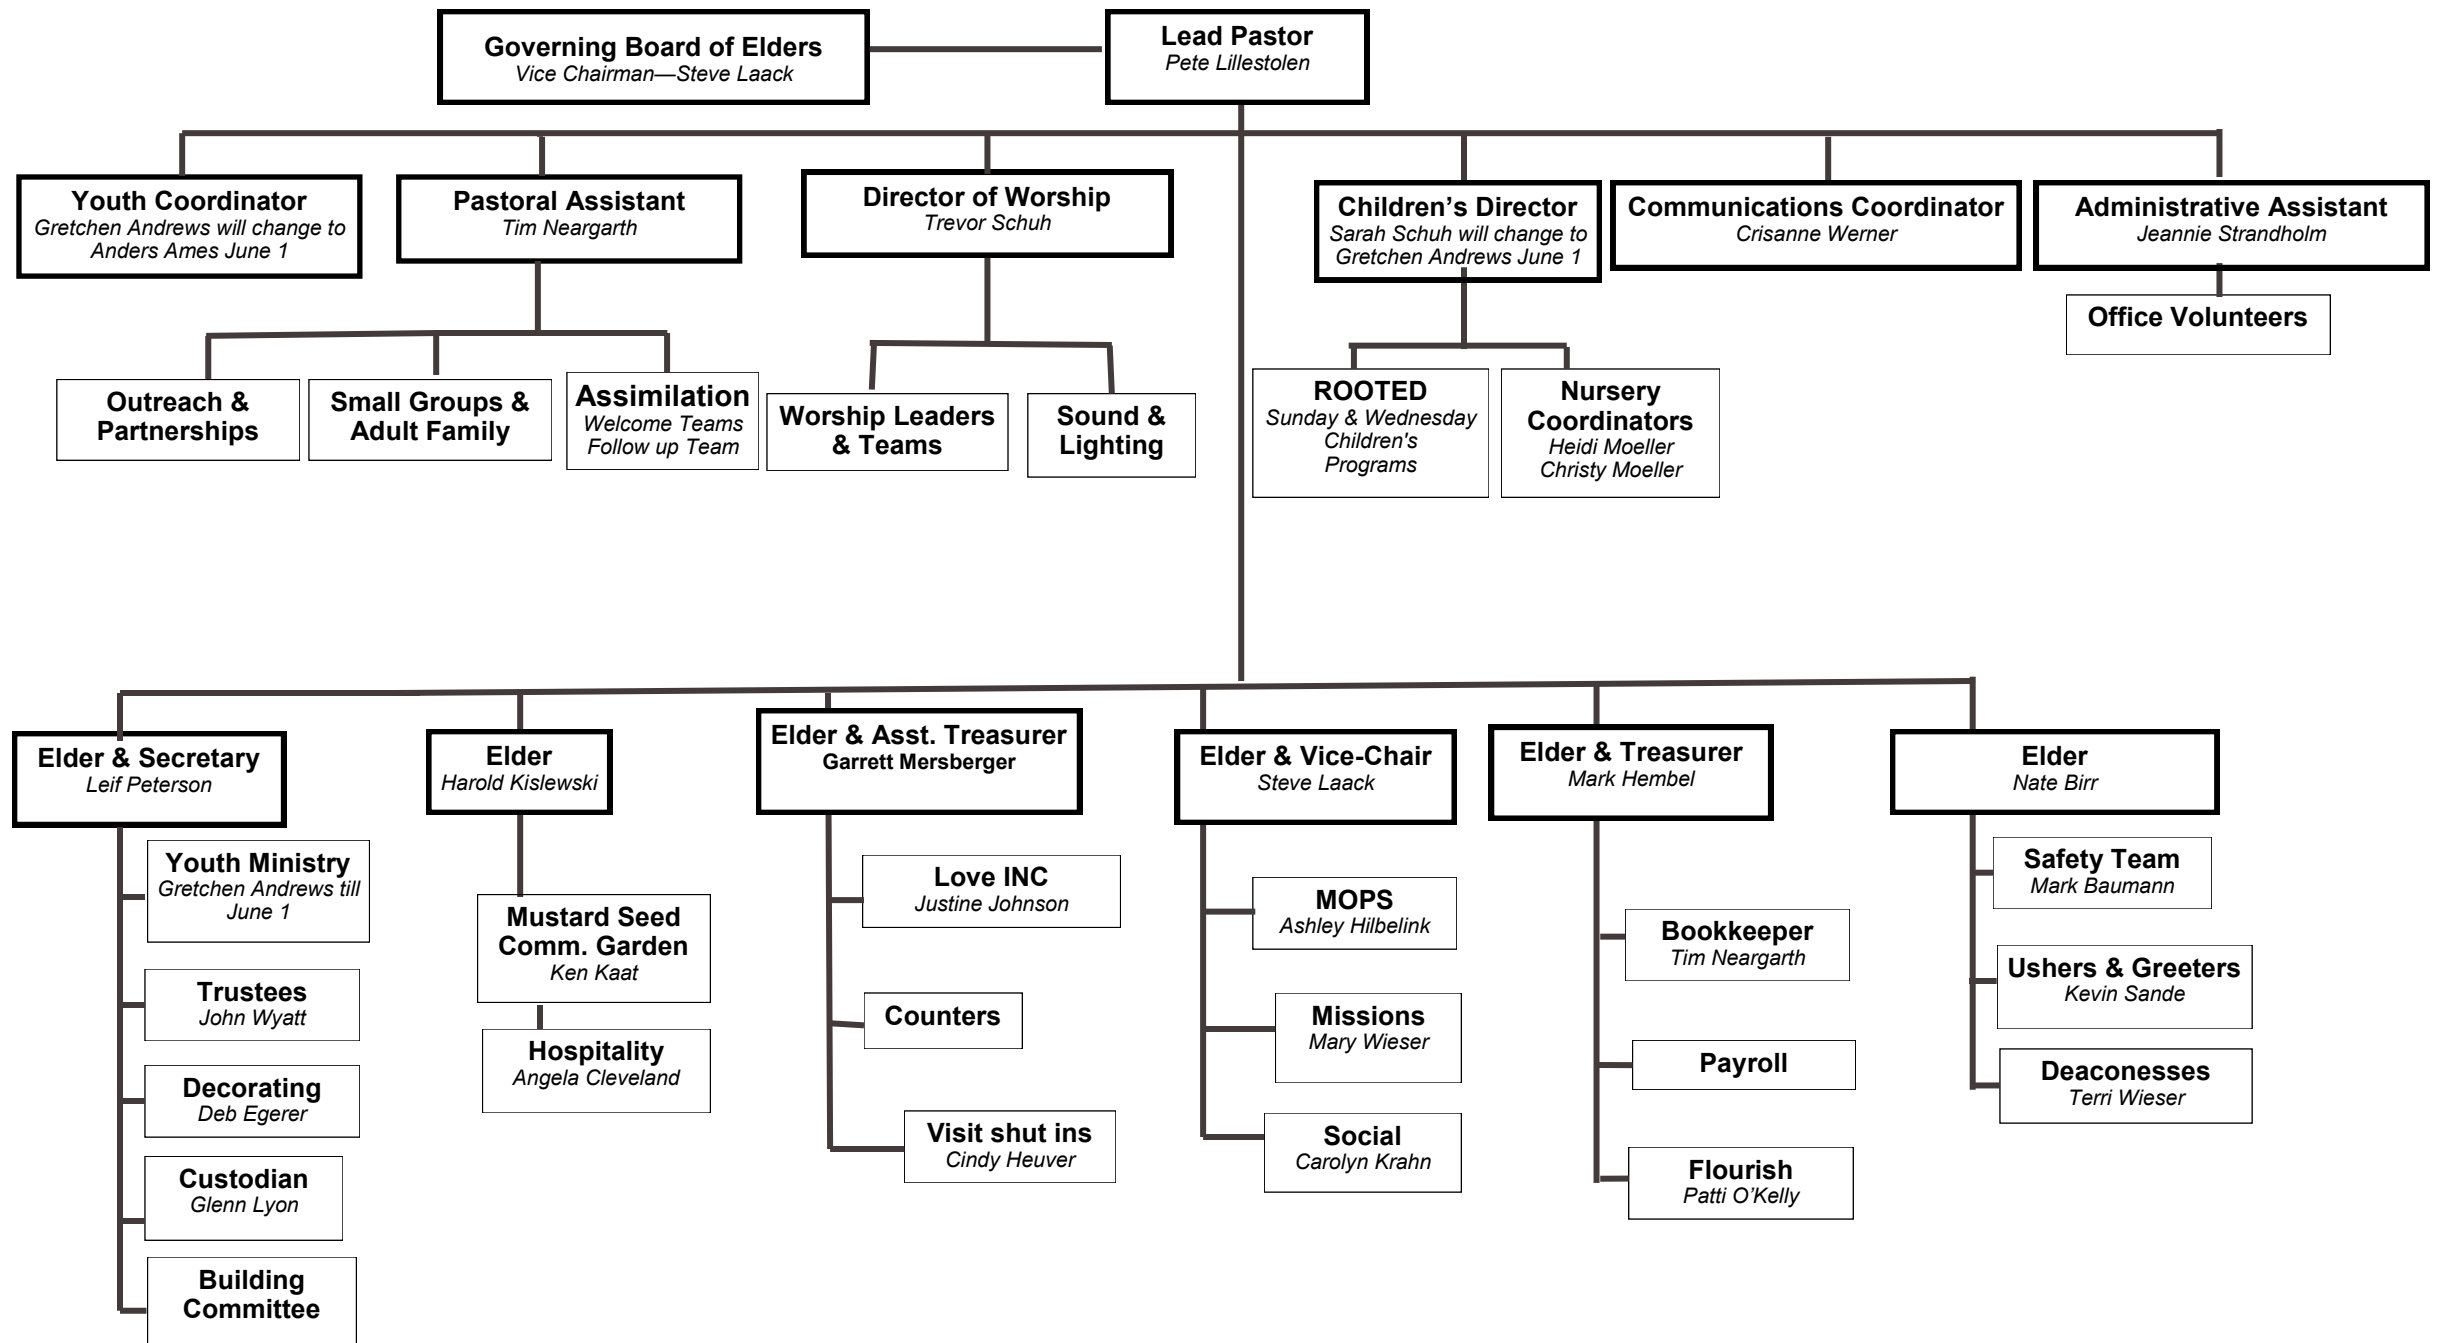 Governing Board of Elders
Vice Chairman—Steve Laack
Lead Pastor
Pete Lillestolen
Youth Coordinator
Gretchen Andrews will change to
Anders Ames June 1
Pastoral Assistant
Tim Neargarth
Director of Worship
Trevor Schuh
Children’s Director
Sarah Schuh will change to
Gretchen Andrews June 1
Communications Coordinator
Crisanne Werner
Administrative Assistant
Jeannie Strandholm
Office Volunteers
Outreach &
Partnerships
Small Groups &
Adult Family
Assimilation
Welcome Teams
Follow up Team
Worship Leaders
& Teams
Sound &
Lighting
ROOTED
Sunday & Wednesday
Children's
Programs
Nursery
Coordinators
Heidi Moeller
Christy Moeller
Elder & Secretary
Leif Peterson
Elder
Harold Kislewski
Elder & Asst. Treasurer
Garrett Mersberger
Elder & Vice-Chair
Steve Laack
Elder & Treasurer
Mark Hembel
Elder
Nate Birr
Youth Ministry
Gretchen Andrews till
June 1
Trustees
John Wyatt
Decorating
Deb Egerer
Custodian
Glenn Lyon
Building
Committee
Mustard Seed
Comm. Garden
Ken Kaat
Hospitality
Angela Cleveland
Love INC
Justine Johnson
Counters
Visit shut ins
Cindy Heuver
MOPS
Ashley Hilbelink
Missions
Mary Wieser
Social
Carolyn Krahn
Bookkeeper
Tim Neargarth
Payroll
Flourish
Patti O’Kelly
Safety Team
Mark Baumann
Ushers & Greeters
Kevin Sande
Deaconesses
Terri Wieser